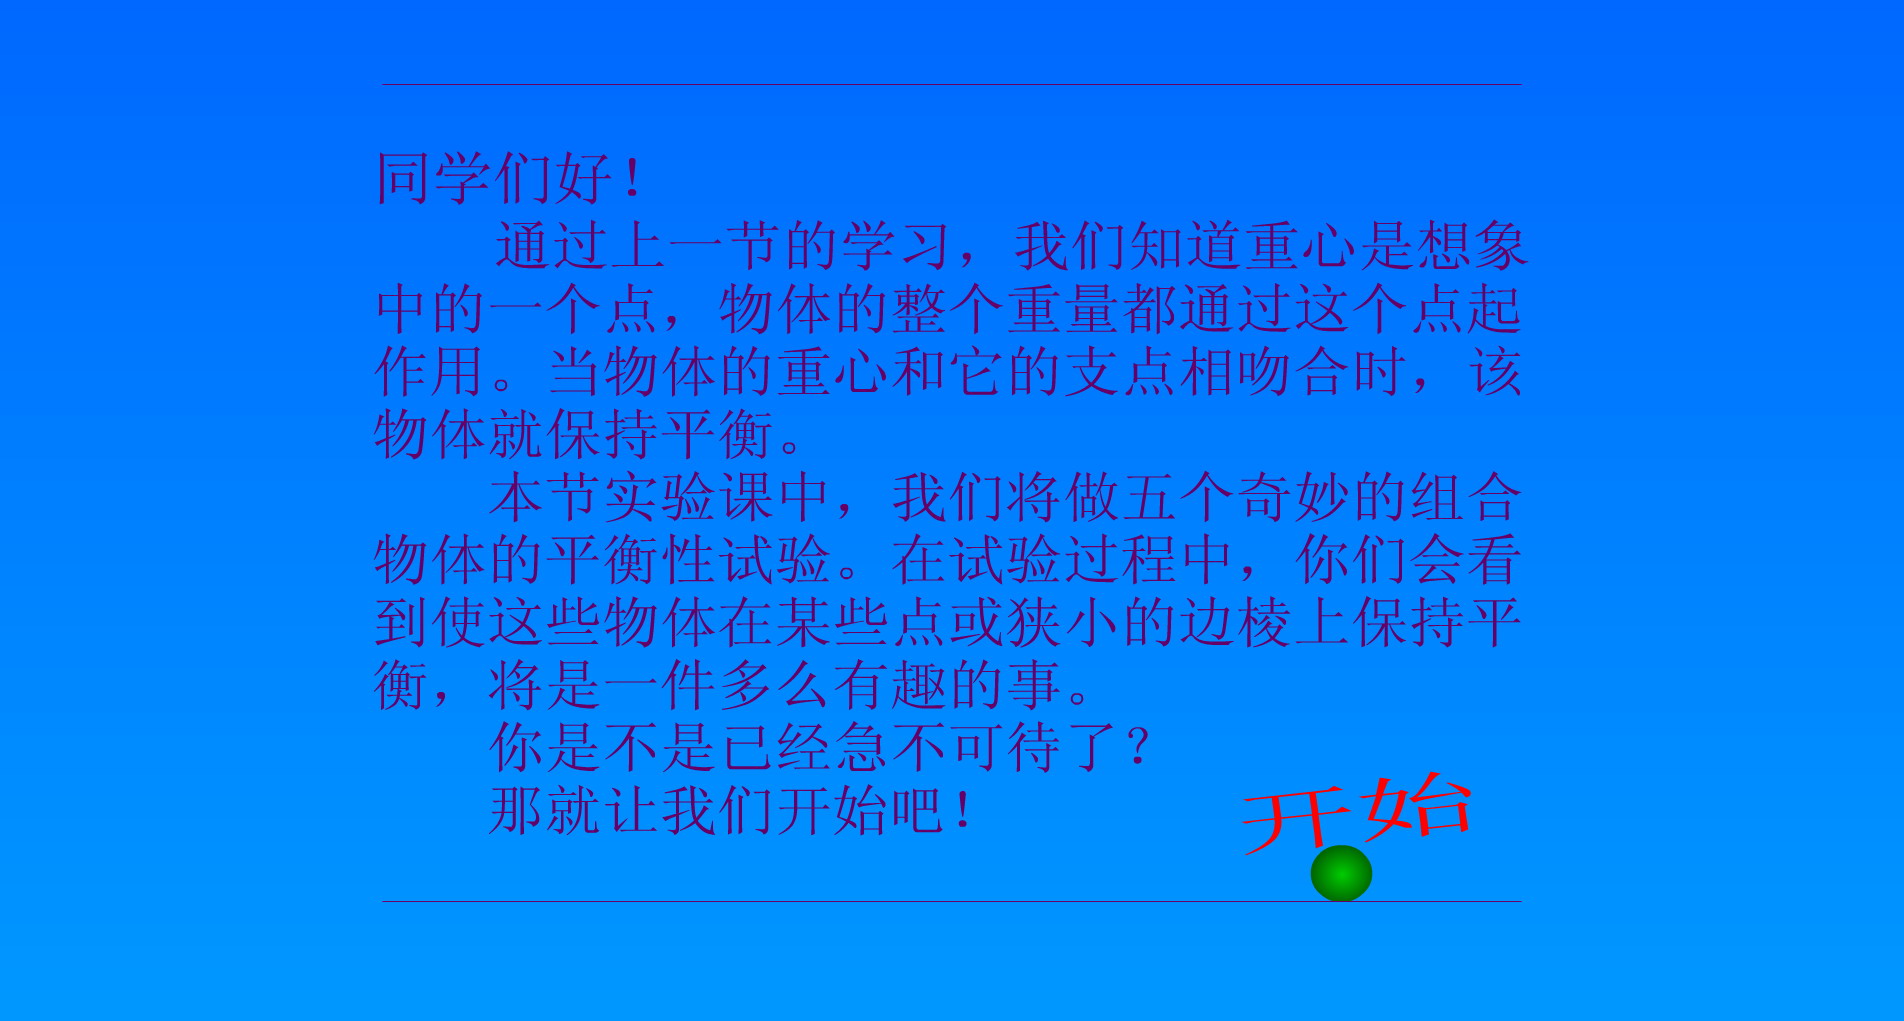 同学们好！
通过上一节的学习，我们知道重心是想象
中的一个点，物体的整个重量都通过这个点起
作用。当物体的重心和它的支点相吻合时，该
物体就保持平衡。
本节实验课中，我们将做五个奇妙的组合
物体的平衡性试验。在试验过程中，你们会看
到使这些物体在某些点或狭小的边棱上保持平
衡，将是一件多么有趣的事。
你是不是已经急不可待了？
那就让我们开始吧！
开始